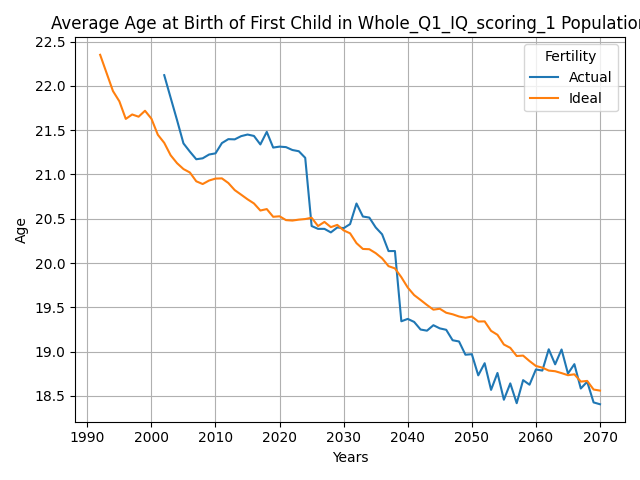 Average Age at Birth of First Child in Whole_Q1_IQ_scoring_1 Population
22.5
22.0
21.5
21.0
20.5
20.0
19.5
19.0
18.5
Age
Fertility
Actual
Ideal
1990 2000 2010 2020 2030 2040 2050 2060 2070
Years